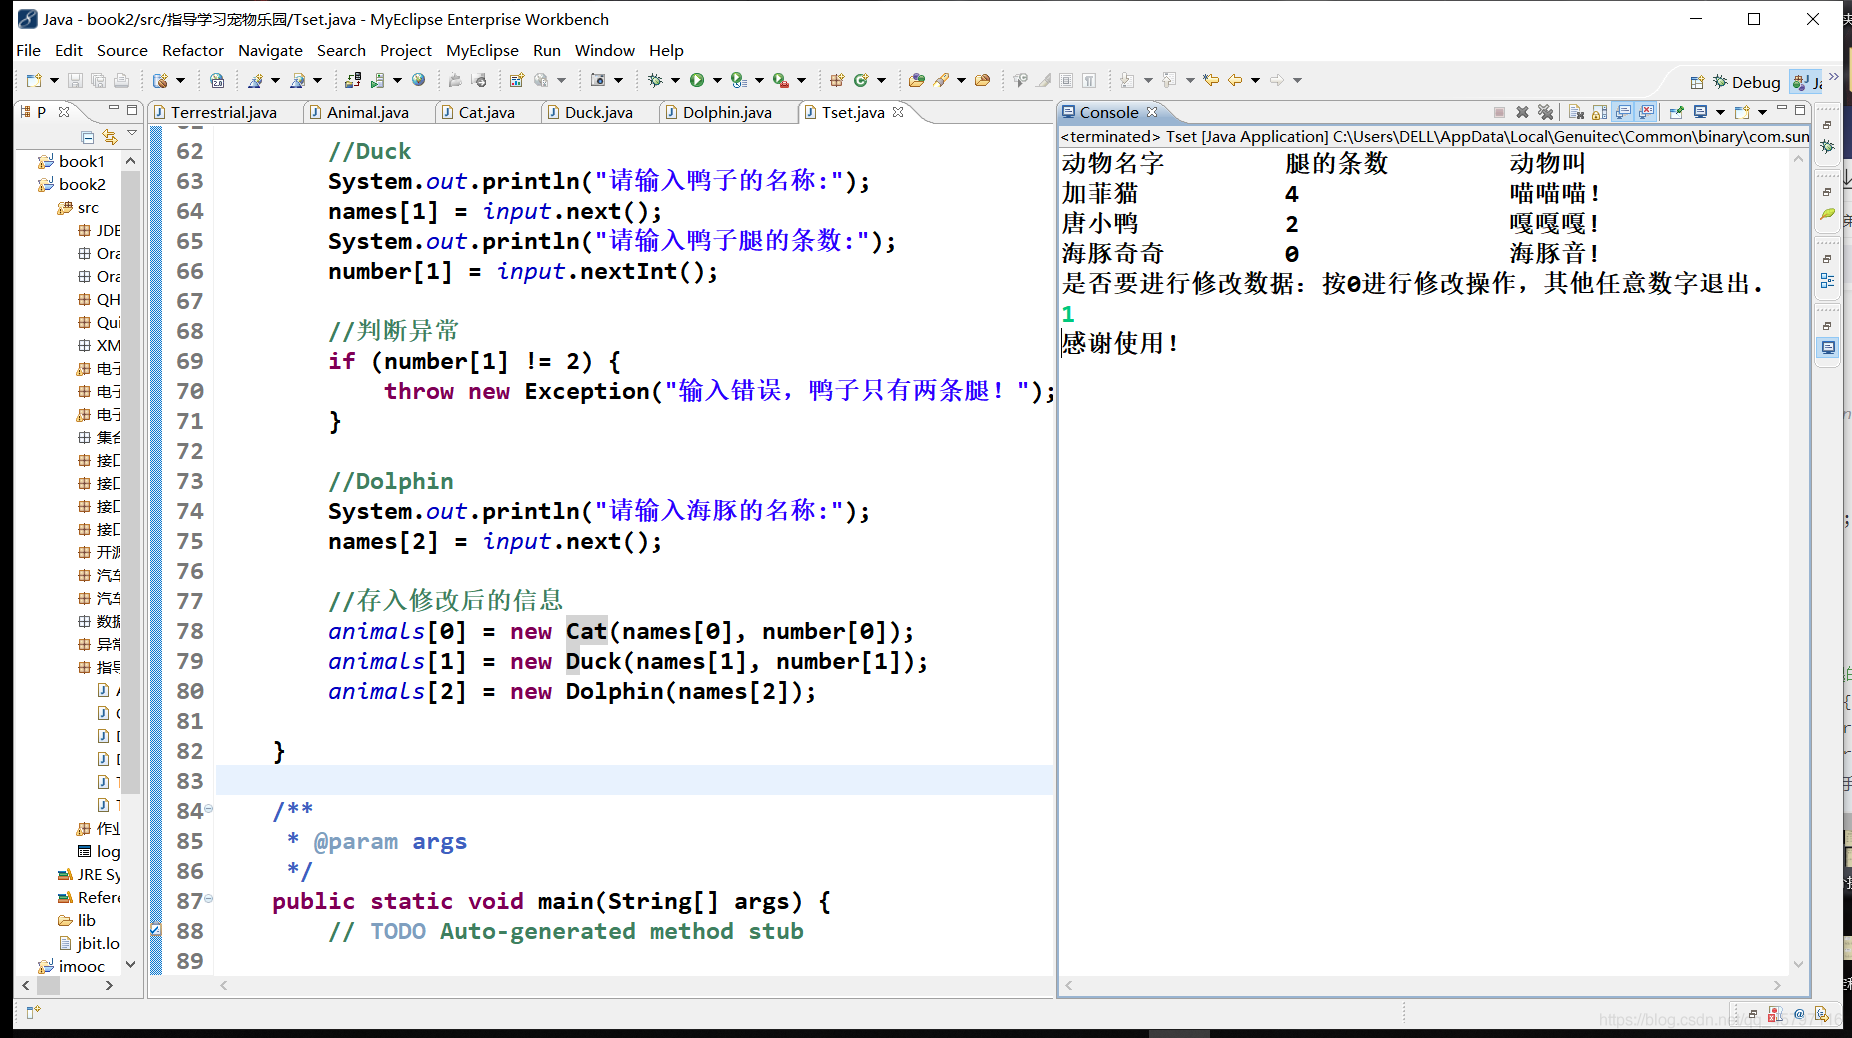 Java - book2/src/指导学习宠物乐园/Tset.java - MyEclipse Enterprise Workbench
File Edit Source Refactor Navigate Search Project MyEclipse Run Window Help
Debug Ja
P
Terrestrial.java Animal.java Cat.java Duck.java Dolphin.java Tset.java
book1
book2
src
JDE
Ora
Ora
QH
Qui
XM
电子
电子
电子
集合
接口
接口
接口
接口
开源
汽车
汽车
数据
异常
指导
作业
log
JRE Sy
Refere
lib
jbit.lo
imooc
62 //Duck
63 System.out.println("请输入鸭子的名称:");
64 names[1] = input.next();
65 System.out.println("请输入鸭子腿的条数:");
66 number[1] = input.nextInt();
67
68 //判断异常
69 if (number[1] != 2) {
70 throw new Exception("输入错误，鸭子只有两条腿！");
71 }
72
73 //Dolphin
74 System.out.println("请输入海豚的名称:");
75 names[2] = input.next();
76
77 //存入修改后的信息
78 animals[0] = new Cat(names[0], number[0]);
79 animals[1] = new Duck(names[1], number[1]);
80 animals[2] = new Dolphin(names[2]);
81
82 }
83
84 /**
85 * @param args
86 */
87 public static void main(String[] args) {
88 // TODO Auto-generated method stub
89
Console
<terminated> Tset [Java Application] C:\Users\DELL\AppData\Local\Genuitec\Common\binary\com.sun
动物名字 腿的条数 动物叫
加菲猫 4 喵喵喵！
唐小鸭 2 嘎嘎嘎！
海豚奇奇 0 海豚音！
是否要进行修改数据：按0进行修改操作，其他任意数字退出.
1
感谢使用！